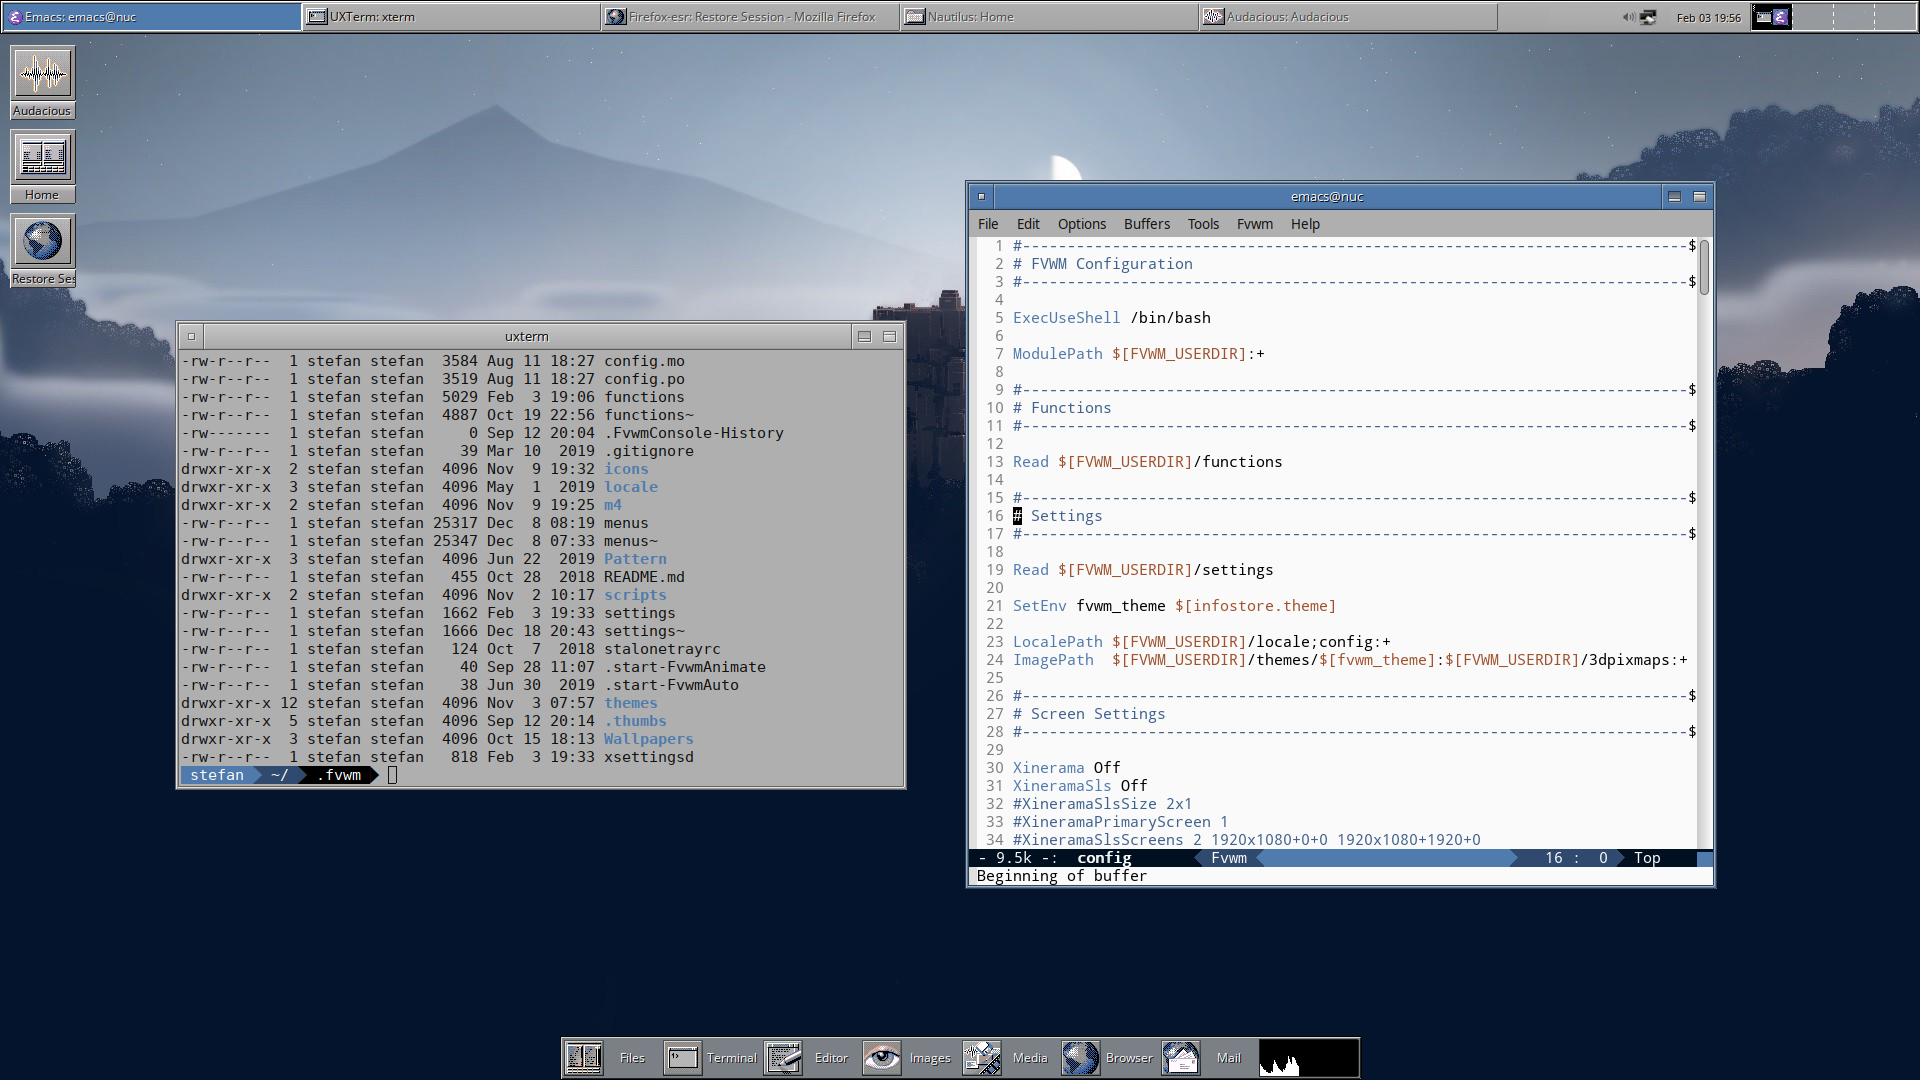 Emacs: emacs@nuc
UXTerm: xterm
Firefox-esr: Restore Session - Mozilla Firefox
Nautilus: Home
Audacious: Audacious
Feb 03 19:56
Audacious
Home
Restore Ses
uxterm
-rw-r--r--  1 stefan stefan  3584 Aug 11 18:27 config.mo
-rw-r--r--  1 stefan stefan  3519 Aug 11 18:27 config.po
-rw-r--r--  1 stefan stefan  5029 Feb  3 19:06 functions
-rw-r--r--  1 stefan stefan  4887 Oct 19 22:56 functions~
-rw-------  1 stefan stefan     0 Sep 12 20:04 .FvwmConsole-History
-rw-r--r--  1 stefan stefan    39 Mar 10  2019 .gitignore
drwxr-xr-x  2 stefan stefan  4096 Nov  9 19:32 icons
drwxr-xr-x  3 stefan stefan  4096 May  1  2019 locale
drwxr-xr-x  2 stefan stefan  4096 Nov  9 19:25 m4
-rw-r--r--  1 stefan stefan 25317 Dec  8 08:19 menus
-rw-r--r--  1 stefan stefan 25347 Dec  8 07:33 menus~
drwxr-xr-x  3 stefan stefan  4096 Jun 22  2019 Pattern
-rw-r--r--  1 stefan stefan   455 Oct 28  2018 README.md
drwxr-xr-x  2 stefan stefan  4096 Nov  2 10:17 scripts
-rw-r--r--  1 stefan stefan  1662 Feb  3 19:33 settings
-rw-r--r--  1 stefan stefan  1666 Dec 18 20:43 settings~
-rw-r--r--  1 stefan stefan   124 Oct  7  2018 stalonetrayrc
-rw-r--r--  1 stefan stefan    40 Sep 28 11:07 .start-FvwmAnimate
-rw-r--r--  1 stefan stefan    38 Jun 30  2019 .start-FvwmAuto
drwxr-xr-x 12 stefan stefan  4096 Nov  3 07:57 themes
drwxr-xr-x  5 stefan stefan  4096 Sep 12 20:14 .thumbs
drwxr-xr-x  3 stefan stefan  4096 Oct 15 18:13 Wallpapers
-rw-r--r--  1 stefan stefan   818 Feb  3 19:33 xsettingsd
stefan ~/ .fvwm
emacs@nuc
File Edit Options Buffers Tools Fvwm Help
1 #--------------------------------------------------------------------------$
2 # FVWM Configuration
3 #--------------------------------------------------------------------------$
4
5 ExecUseShell /bin/bash
6
7 ModulePath $[FVWM_USERDIR]:+
8
9 #--------------------------------------------------------------------------$
10 # Functions
11 #--------------------------------------------------------------------------$
12
13 Read $[FVWM_USERDIR]/functions
14
15 #--------------------------------------------------------------------------$
16 # Settings
17 #--------------------------------------------------------------------------$
18
19 Read $[FVWM_USERDIR]/settings
20
21 SetEnv fvwm_theme $[infostore.theme]
22
23 LocalePath $[FVWM_USERDIR]/locale;config:+
24 ImagePath  $[FVWM_USERDIR]/themes/$[fvwm_theme]:$[FVWM_USERDIR]/3dpixmaps:+
25
26 #--------------------------------------------------------------------------$
27 # Screen Settings
28 #--------------------------------------------------------------------------$
29
30 Xinerama Off
31 XineramaSls Off
32 #XineramaSlsSize 2x1
33 #XineramaPrimaryScreen 1
34 #XineramaSlsScreens 2 1920x1080+0+0 1920x1080+1920+0
- 9.5k -: config Fvwm 16 : 0 Top
Beginning of buffer
Files
Terminal
Editor
Images
Media
Browser
Mail